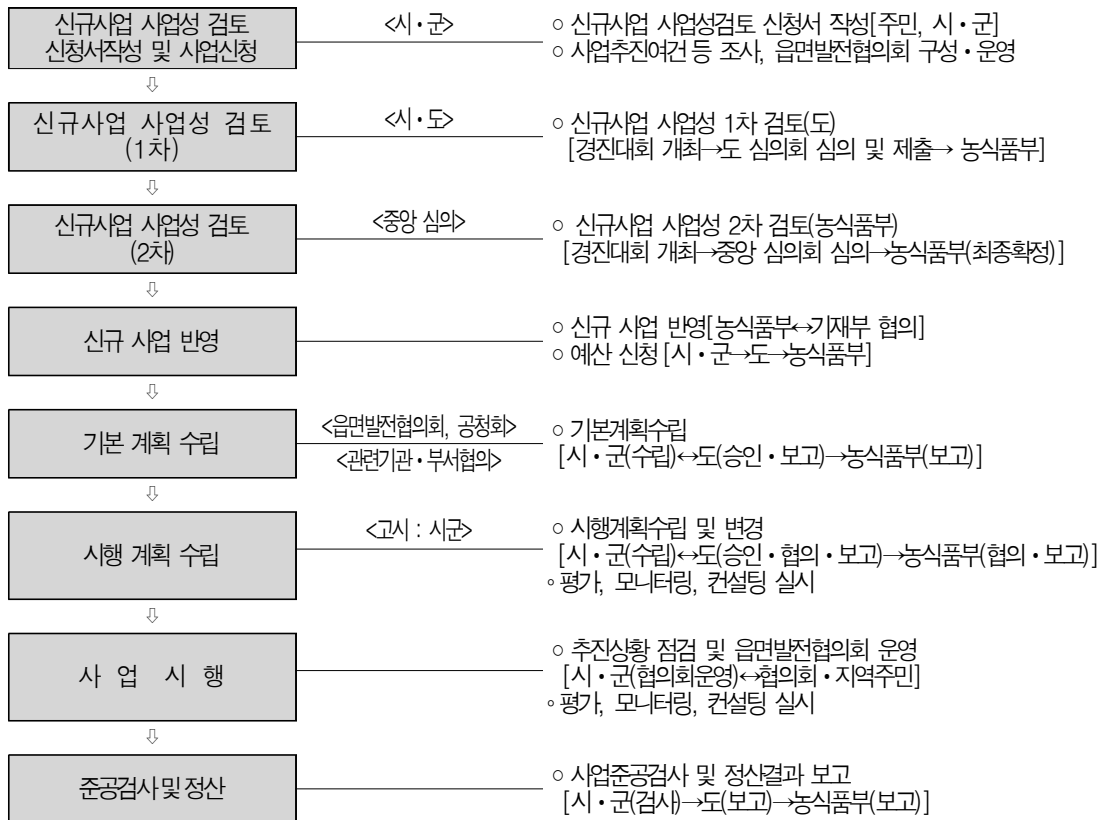 신규사업 사업성 검토
신청서작성 및 사업신청
<시・군>
○ 신규사업 사업성검토 신청서 작성[주민, 시・군]
○ 사업추진여건 등 조사, 읍면발전협의회 구성・운영
⇩
신규사업 사업성 검토
(1차)
<시・도>
○ 신규사업 사업성 1차 검토(도)
[경진대회 개최→도 심의회 심의 및 제출→ 농식품부]
⇩
신규사업 사업성 검토
(2차)
<중앙 심의>
○ 신규사업 사업성 2차 검토(농식품부)
[경진대회 개최→중앙 심의회 심의→농식품부(최종확정)]
⇩
신규 사업 반영
○ 신규 사업 반영[농식품부↔기재부 협의]
○ 예산 신청 [시・군→도→농식품부]
⇩
기본 계획 수립
<읍면발전협의회, 공청회>
<관련기관・부서협의>
○ 기본계획수립
[시・군(수립)↔도(승인・보고)→농식품부(보고)]
⇩
시행 계획 수립
<고시 : 시군>
○ 시행계획수립 및 변경
[시・군(수립)↔도(승인・협의・보고)→농식품부(협의・보고)]
◦평가, 모니터링, 컨설팅 실시
⇩
사 업 시 행
○ 추진상황 점검 및 읍면발전협의회 운영
[시・군(협의회운영)↔협의회・지역주민]
◦평가, 모니터링, 컨설팅 실시
⇩
준공검사 및 정산
○ 사업준공검사 및 정산결과 보고
[시・군(검사)→도(보고)→농식품부(보고)]